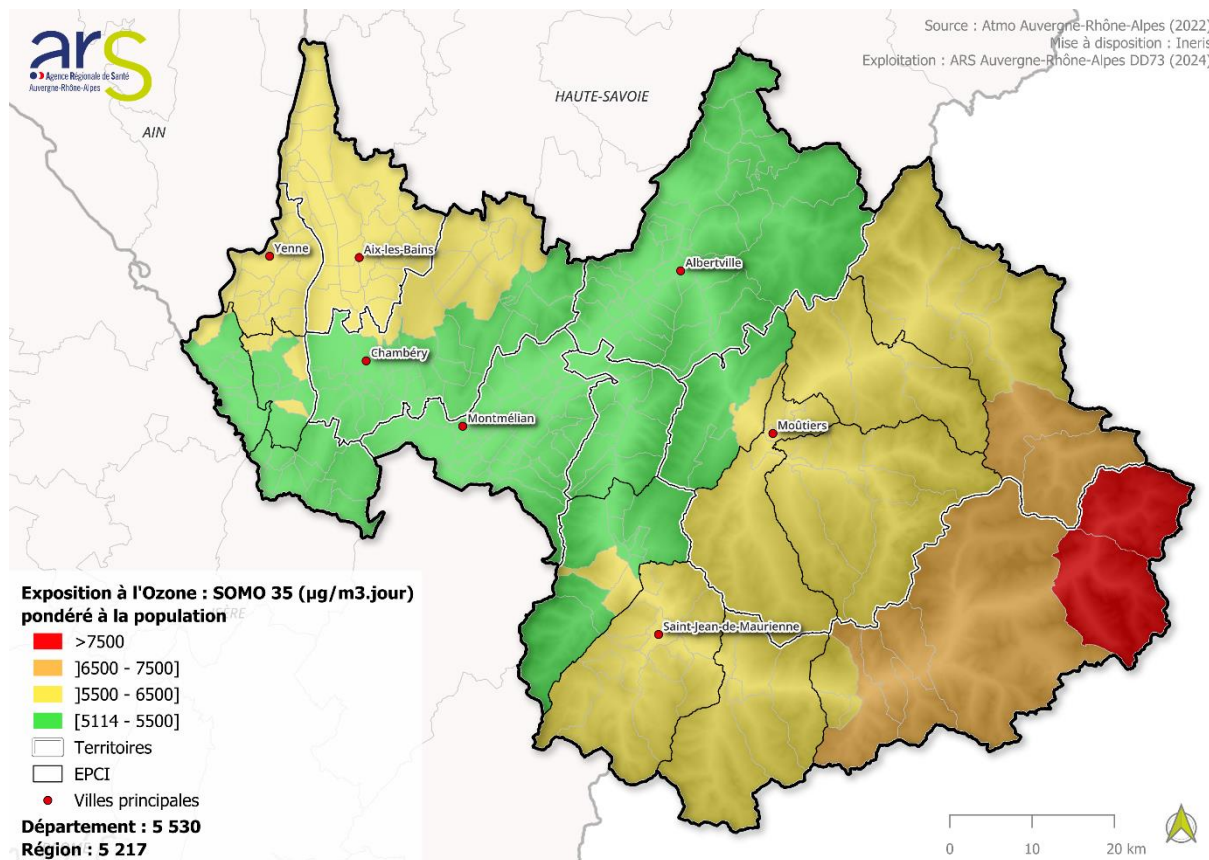 ars
Agence Régionale de Santé
Auvergne-Rhône-Alpes
Source : Atmo Auvergne-Rhône-Alpes (2022)
Mise à disposition : Ineris
Exploitation : ARS Auvergne-Rhône-Alpes DD73 (2024)
HAUTE-SAVOIE
AIN
Yenne
Aix-les-Bains
Albertville
Chambéry
Montmélian
Moûtiers
Saint-Jean-de-Maurienne
Exposition à l'Ozone : SOMO 35 (µg/m3.jour)
pondéré à la population
>7500
]6500 - 7500]
]5500 - 6500]
[5114 - 5500]
Territoires
EPCI
Villes principales
Département : 5 530
Région : 5 217
0 10 20 km